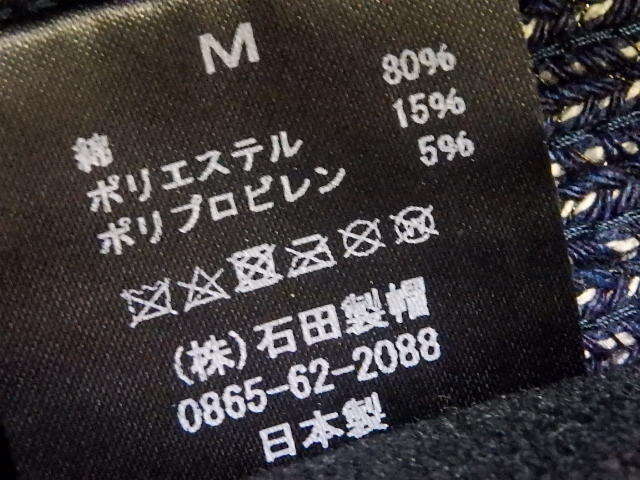 M
綿 80%
ポリエステル 15%
ポリプロピレン 5%
(株)石田製帽
0865-62-2088
日本製